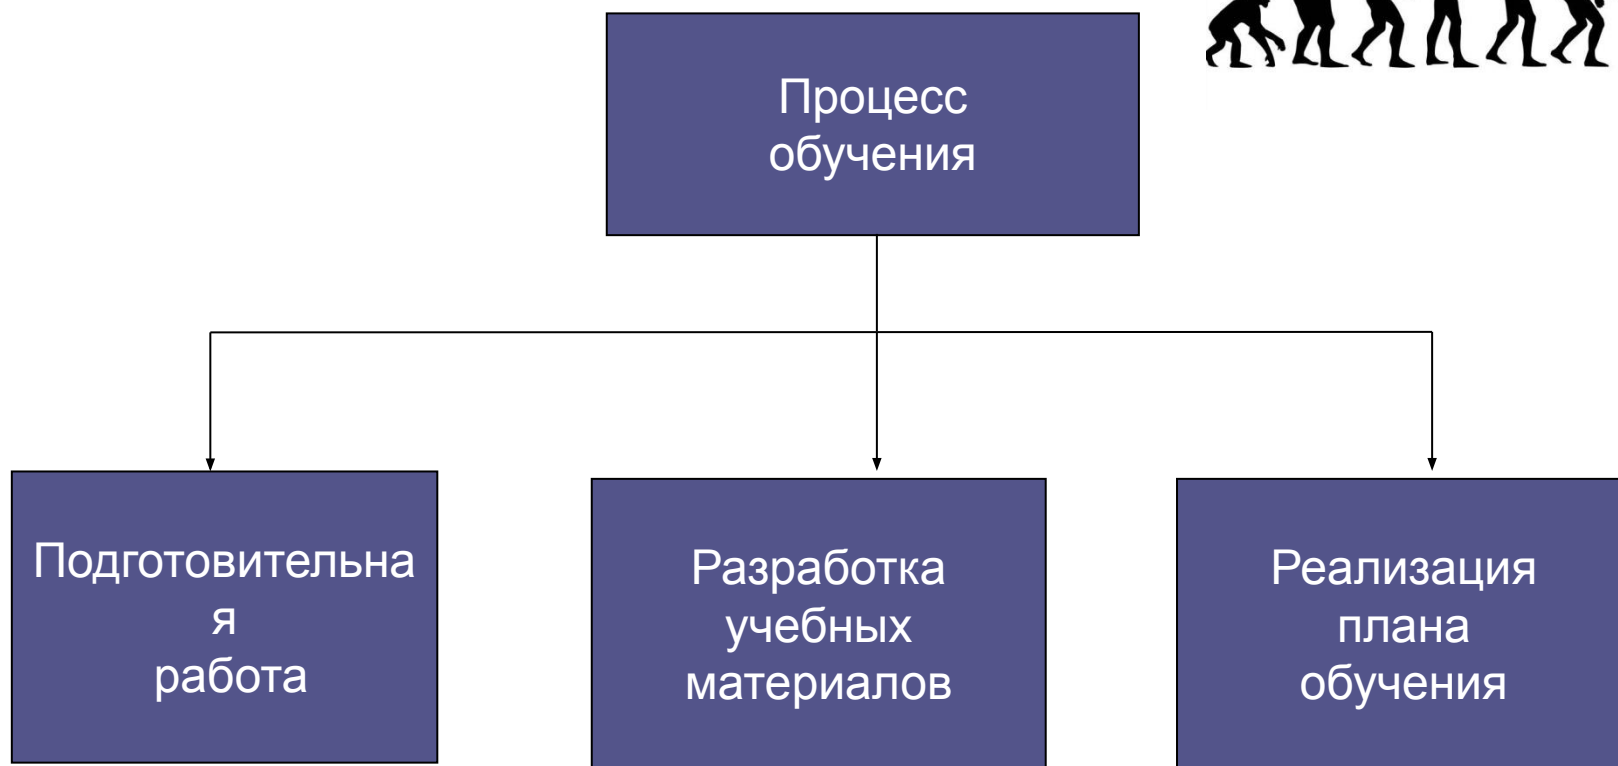 Процесс
обучения
Подготовительна
я
работа
Разработка
учебных
материалов
Реализация
плана
обучения